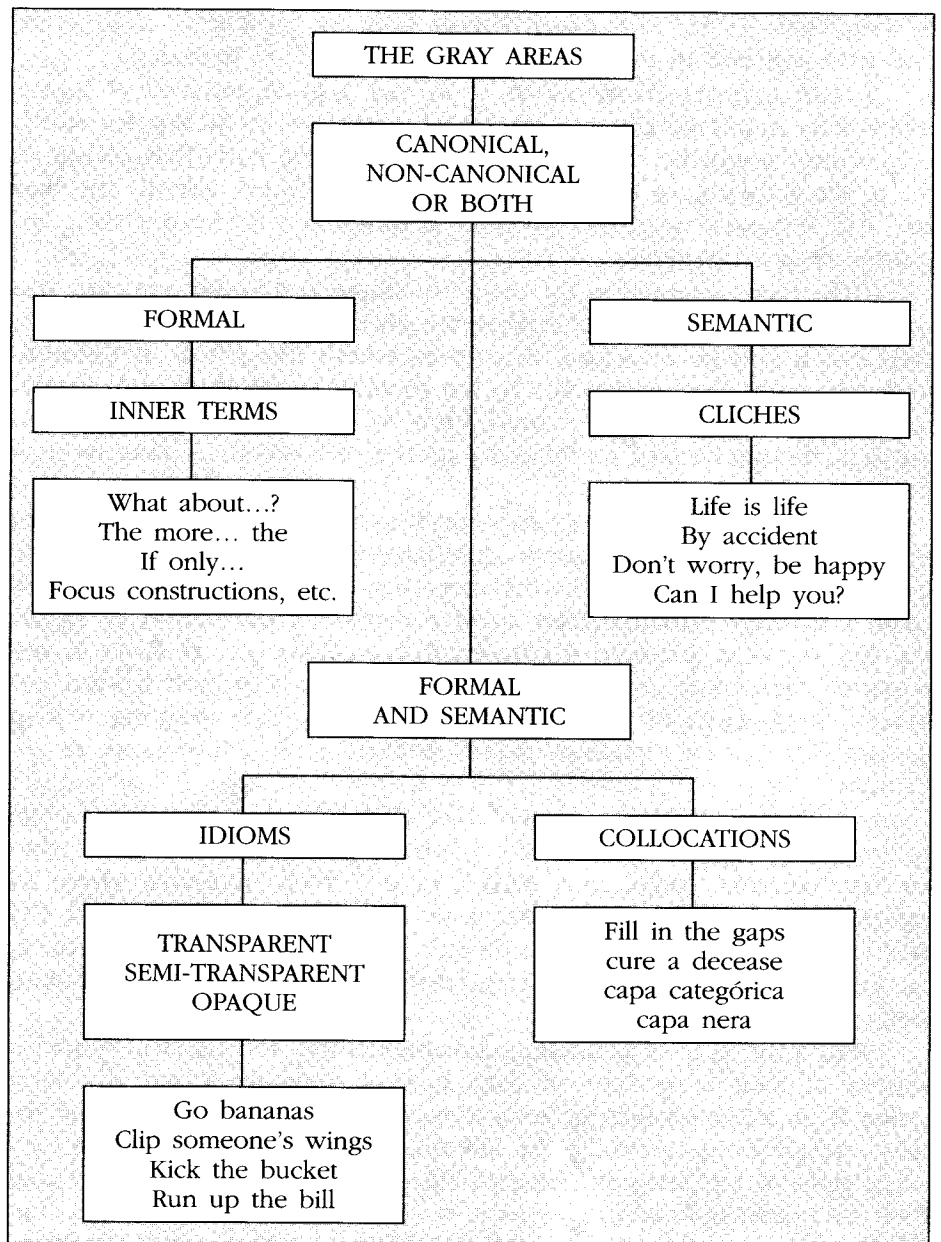 THE GRAY AREAS
CANONICAL,
NON-CANONICAL
OR BOTH
FORMAL
SEMANTIC
INNER TERMS
CLICHES
What about...?
The more... the
If only...
Focus constructions, etc.
Life is life
By accident
Don't worry, be happy
Can I help you?
FORMAL
AND SEMANTIC
IDIOMS
COLLOCATIONS
TRANSPARENT
SEMI-TRANSPARENT
OPAQUE
Fill in the gaps
cure a decease
capa categórica
capa nera
Go bananas
Clip someone's wings
Kick the bucket
Run up the bill